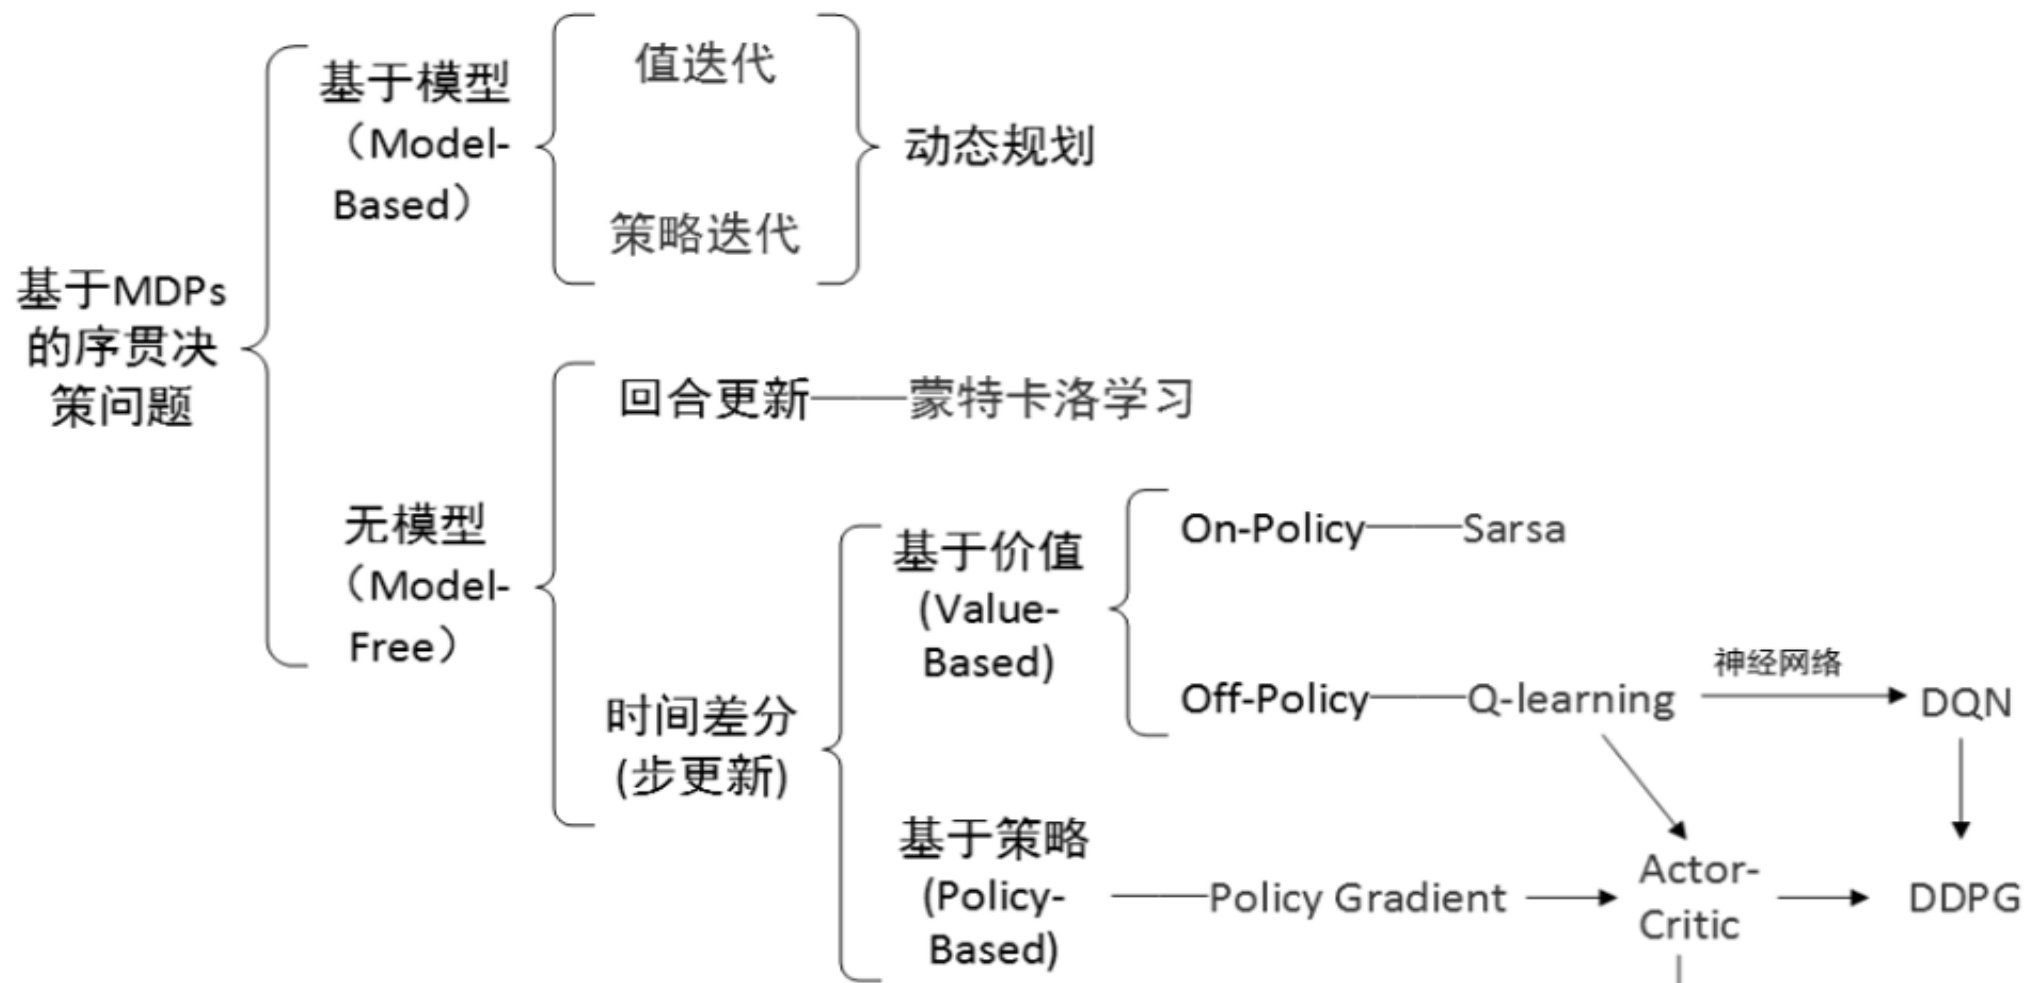 基于MDPs
的序贯决
策问题
基于模型
（Model-
Based）
值迭代
策略迭代
动态规划
无模型
（Model-
Free）
回合更新
蒙特卡洛学习
时间差分
(步更新)
基于价值
(Value-
Based)
On-Policy
Sarsa
Off-Policy
Q-learning
神经网络
DQN
基于策略
(Policy-
Based)
Policy Gradient
Actor-
Critic
DDPG